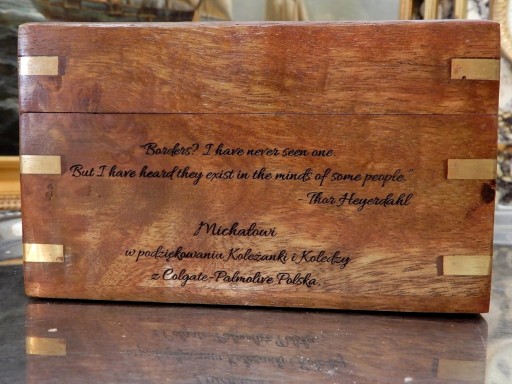 "Borders? I have never seen one.
But I have heard they exist in the minds of some people."
- Thor Heyerdahl
Michałowi
w podziękowaniu Koleżanki i Koledzy
z Colgate-Palmolive Polska.